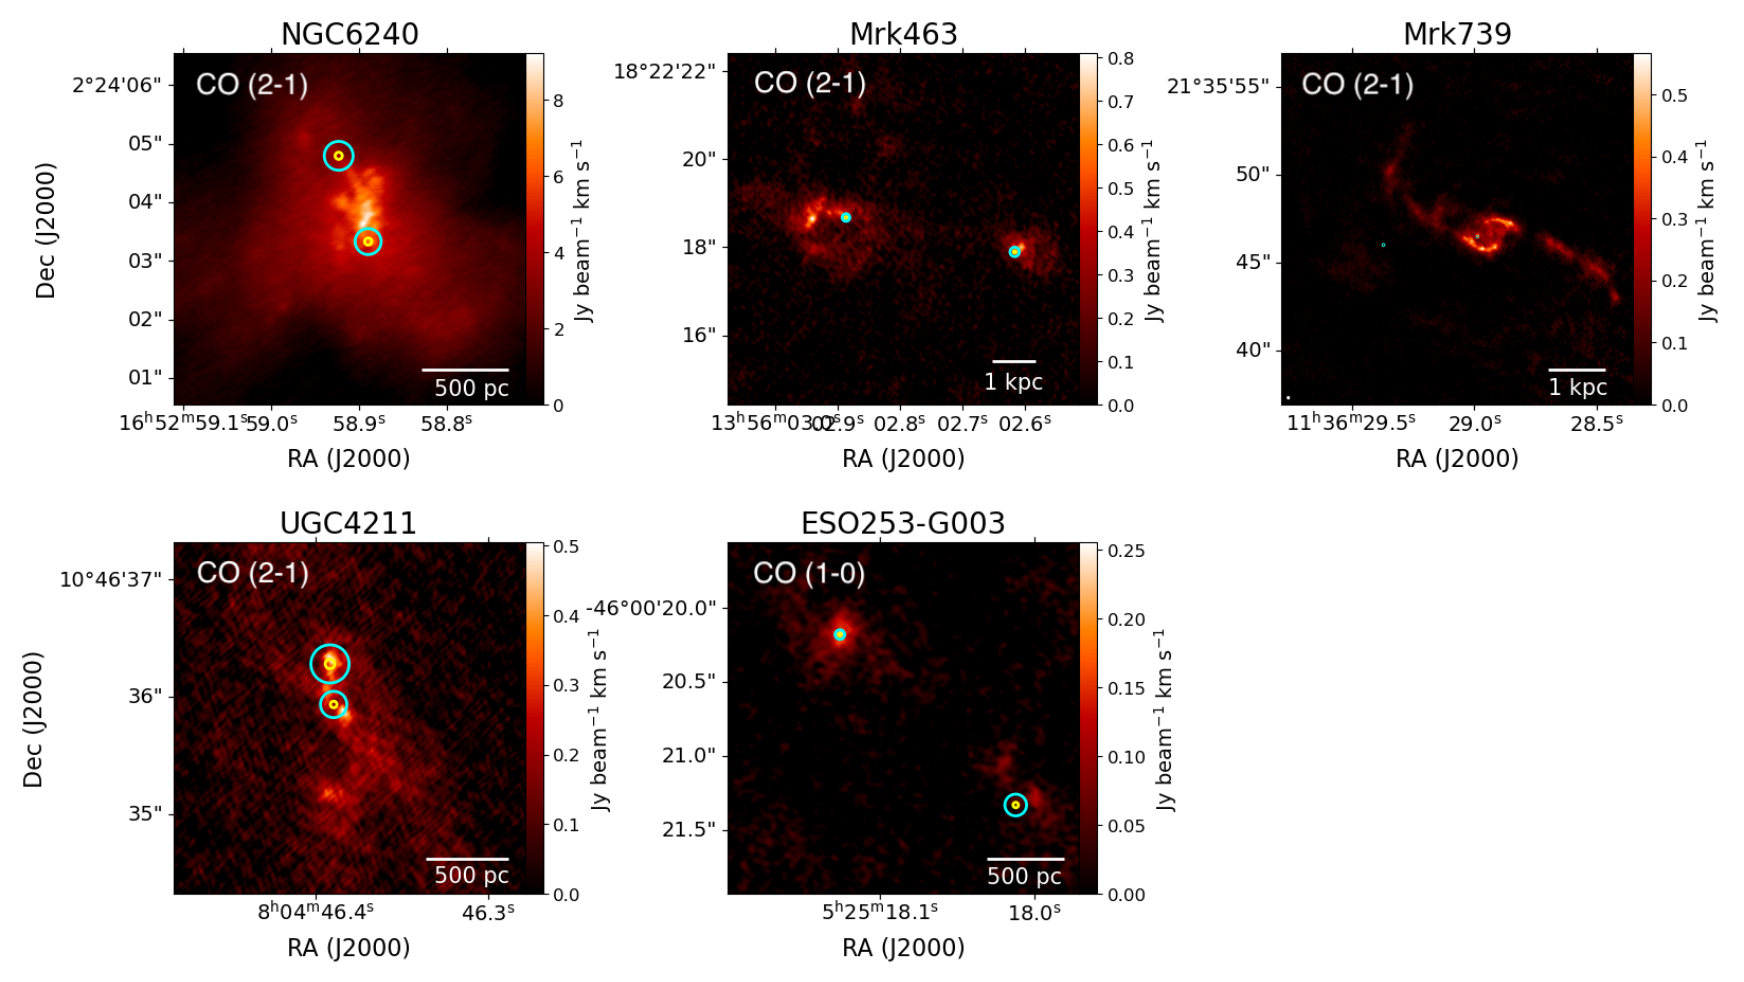 NGC6240
CO (2-1)
2°24'06"
05"
04"
03"
02"
01"
Dec (J2000)
500 pc
16ʰ52ᵐ59.1ˢ 59.0ˢ 58.9ˢ 58.8ˢ
RA (J2000)
8
6
4
2
0
Jy beam⁻¹ km s⁻¹
Mrk463
CO (2-1)
18°22'22"
20"
18"
16"
1 kpc
13ʰ56ᵐ03.0ˢ 02.9ˢ 02.8ˢ 02.7ˢ 02.6ˢ
RA (J2000)
0.8
0.7
0.6
0.5
0.4
0.3
0.2
0.1
0.0
Jy beam⁻¹ km s⁻¹
Mrk739
CO (2-1)
21°35'55"
50"
45"
40"
1 kpc
11ʰ36ᵐ29.5ˢ 29.0ˢ 28.5ˢ
RA (J2000)
0.5
0.4
0.3
0.2
0.1
0.0
Jy beam⁻¹ km s⁻¹
UGC4211
CO (2-1)
10°46'37"
36"
35"
Dec (J2000)
500 pc
8ʰ04ᵐ46.4ˢ 46.3ˢ
RA (J2000)
0.5
0.4
0.3
0.2
0.1
0.0
Jy beam⁻¹ km s⁻¹
ESO253-G003
CO (1-0)
-46°00'20.0"
20.5"
21.0"
21.5"
500 pc
5ʰ25ᵐ18.1ˢ 18.0ˢ
RA (J2000)
0.25
0.20
0.15
0.10
0.05
0.00
Jy beam⁻¹ km s⁻¹